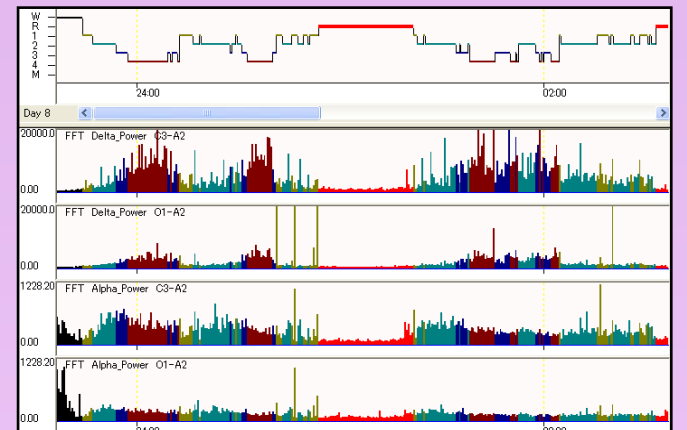 W
R
1
2
3
4
M
24:00 02:00
Day 8
20000.0 FFT Delta_Power C3-A2
0.00
20000.0 FFT Delta_Power O1-A2
0.00
1228.20 FFT Alpha_Power C3-A2
0.00
1228.20 FFT Alpha_Power O1-A2
0.00